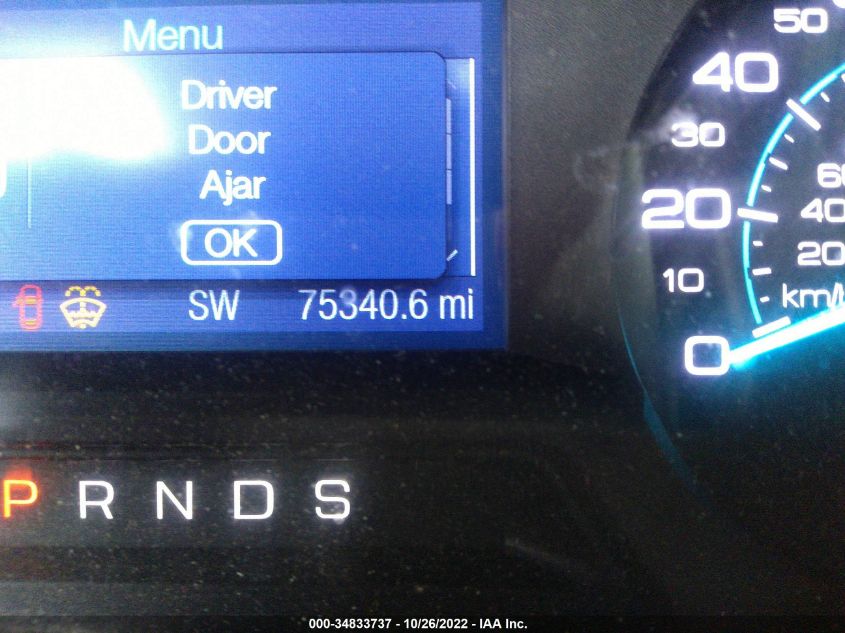 Menu
Driver
Door
Ajar
OK
SW 75340.6 mi
P R N D S
50
40
30
20
10
0
60
40
20
km/
000-34833737 - 10/26/2022 - IAA Inc.